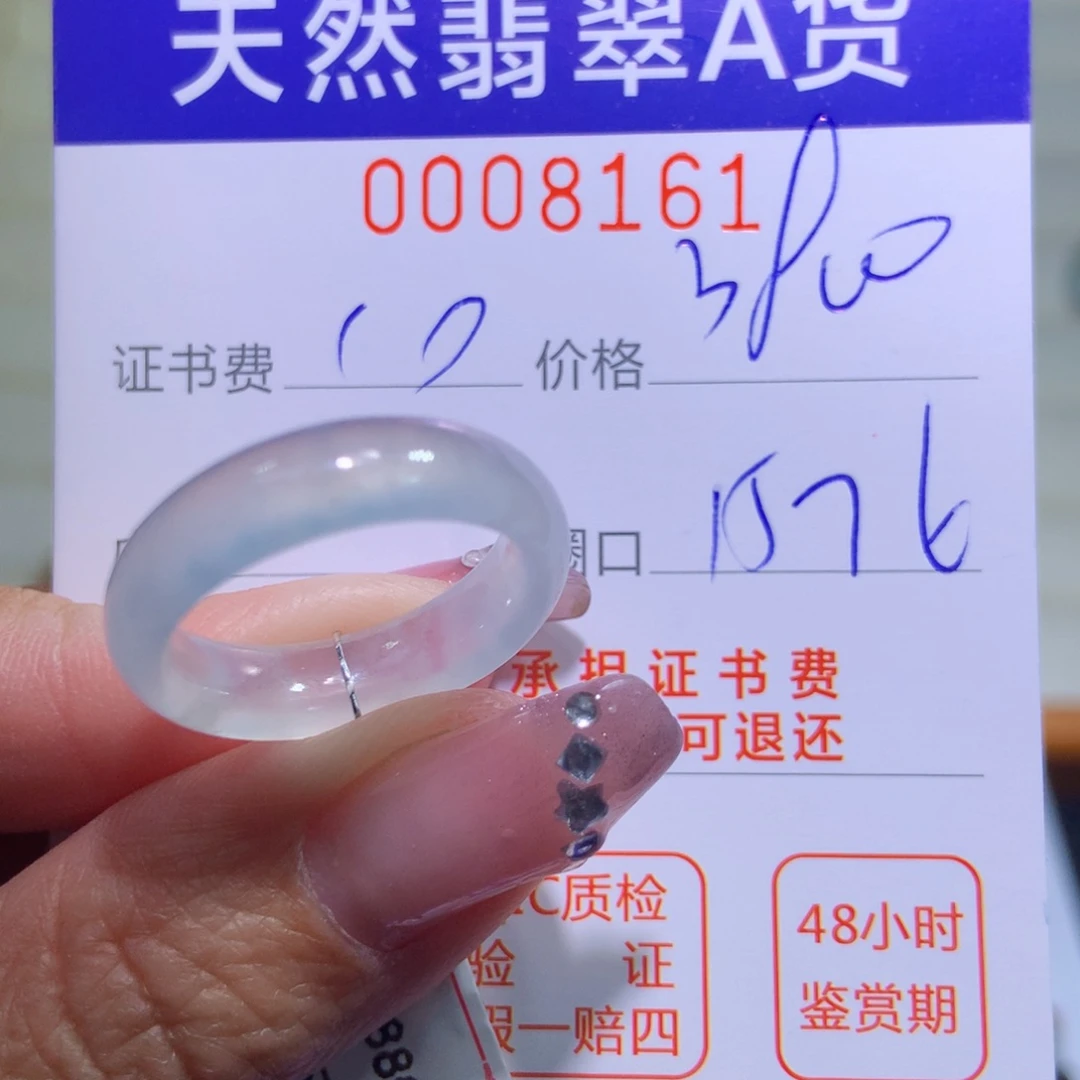 天然翡翠A货
0008161
证书费 10 价格 3800
圈口 1576
承担证书费
可退还
C质检
验 证
假一赔四
48小时
鉴赏期
88